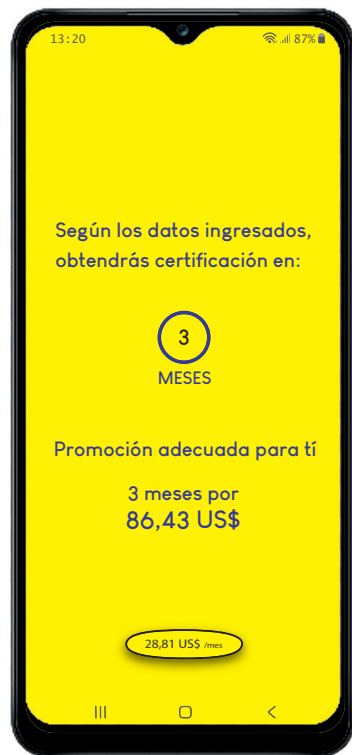 13:20 87%
Según los datos ingresados,
obtendrás certificación en:
3
MESES
Promoción adecuada para tí
3 meses por
86,43 US$
28,81 US$ /mes